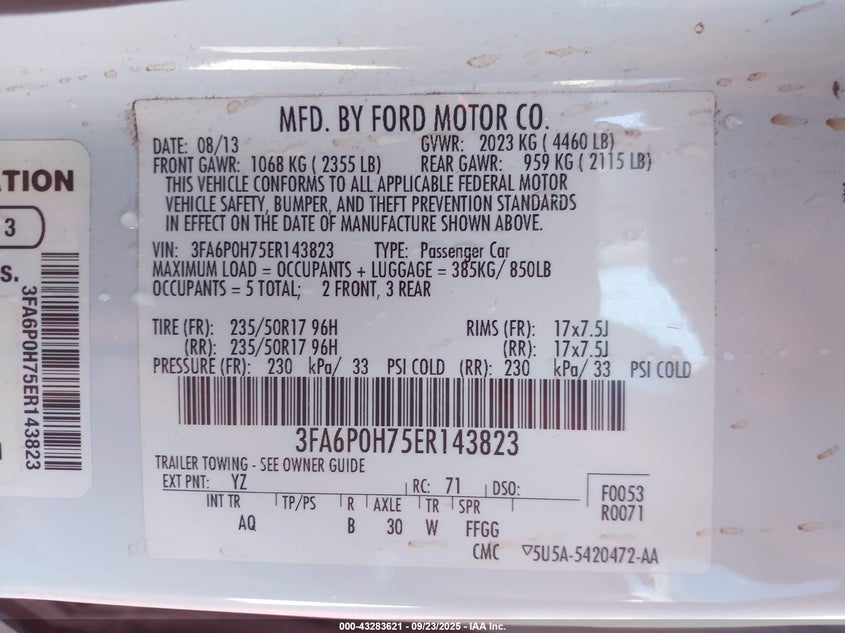 MFD. BY FORD MOTOR CO.
DATE: 08/13 GVWR: 2023 KG ( 4460 LB)
FRONT GAWR: 1068 KG ( 2355 LB) REAR GAWR: 959 KG ( 2115 LB)
THIS VEHICLE CONFORMS TO ALL APPLICABLE FEDERAL MOTOR
VEHICLE SAFETY, BUMPER, AND THEFT PREVENTION STANDARDS
IN EFFECT ON THE DATE OF MANUFACTURE SHOWN ABOVE.
VIN: 3FA6P0H75ER143823 TYPE: Passenger Car
MAXIMUM LOAD = OCCUPANTS + LUGGAGE = 385KG/ 850LB
OCCUPANTS = 5 TOTAL; 2 FRONT, 3 REAR
TIRE (FR): 235/50R17 96H RIMS (FR): 17x7.5J
(RR): 235/50R17 96H (RR): 17x7.5J
PRESSURE (FR): 230 kPa/ 33 PSI COLD (RR): 230 kPa/ 33 PSI COLD
3FA6P0H75ER143823
TRAILER TOWING - SEE OWNER GUIDE
EXT PNT: YZ RC: 71 DSO:
INT TR TP/PS R AXLE TR SPR
AQ B 30 W FFGG
F0053
R0071
CMC ▽5U5A-5420472-AA
ATION
3
S.
3FA6P0H75ER143823
000-43283621 - 09/23/2025 - IAA Inc.